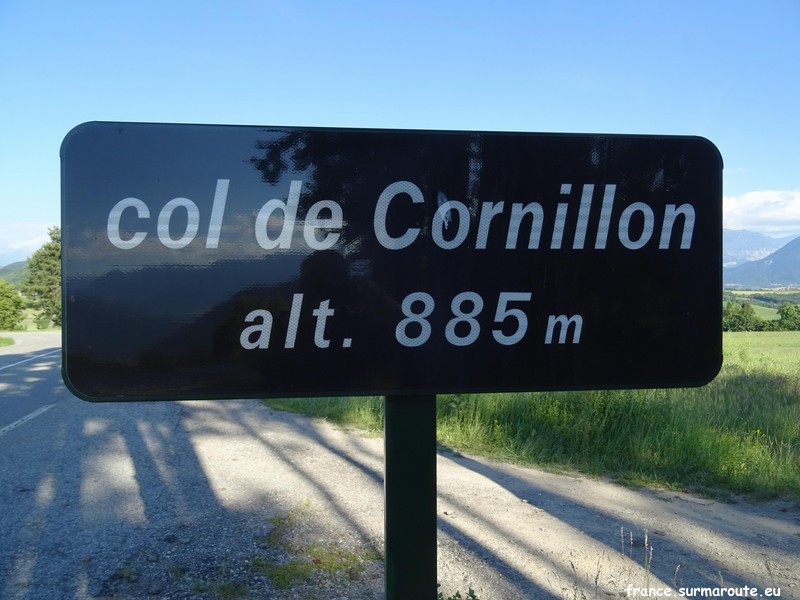 col de Cornillon
alt. 885 m
france.surmaroute.eu